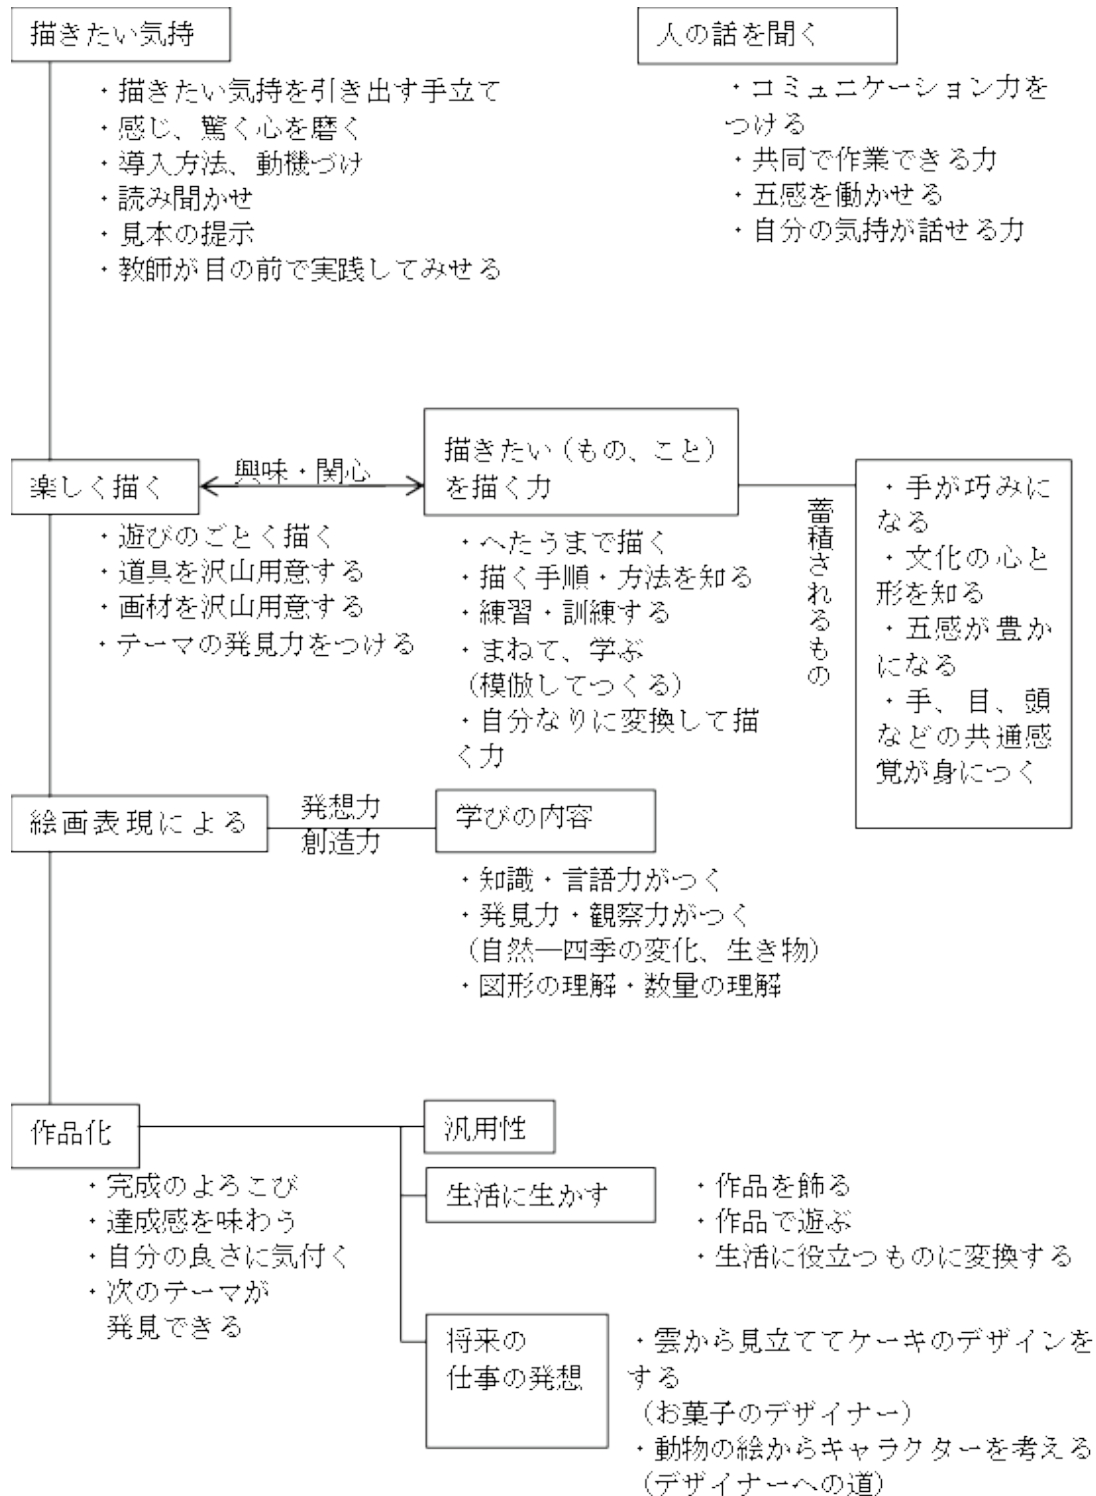 描きたい気持
・描きたい気持を引き出す手立て
・感じ、驚く心を磨く
・導入方法、動機づけ
・読み聞かせ
・見本の提示
・教師が目の前で実践してみせる
人の話を聞く
・コミュニケーション力を
つける
・共同で作業できる力
・五感を働かせる
・自分の気持が話せる力
楽しく描く
・遊びのごとく描く
・道具を沢山用意する
・画材を沢山用意する
・テーマの発見力をつける
興味・関心
描きたい(もの、こと)
を描く力
・へたうまで描く
・描く手順・方法を知る
・練習・訓練する
・まねて、学ぶ
(模倣してつくる)
・自分なりに変換して描
く力
蓄積されるもの
・手が巧みに
なる
・文化の心と
形を知る
・五感が豊か
になる
・手、目、頭
などの共通感
覚が身につく
絵画表現による
発想力
創造力
学びの内容
・知識・言語力がつく
・発見力・観察力がつく
(自然―四季の変化、生き物)
・図形の理解・数量の理解
作品化
・完成のよろこび
・達成感を味わう
・自分の良さに気付く
・次のテーマが
発見できる
汎用性
生活に生かす
・作品を飾る
・作品で遊ぶ
・生活に役立つものに変換する
将来の
仕事の発想
・雲から見立ててケーキのデザインを
する
(お菓子のデザイナー)
・動物の絵からキャラクターを考える
(デザイナーへの道)